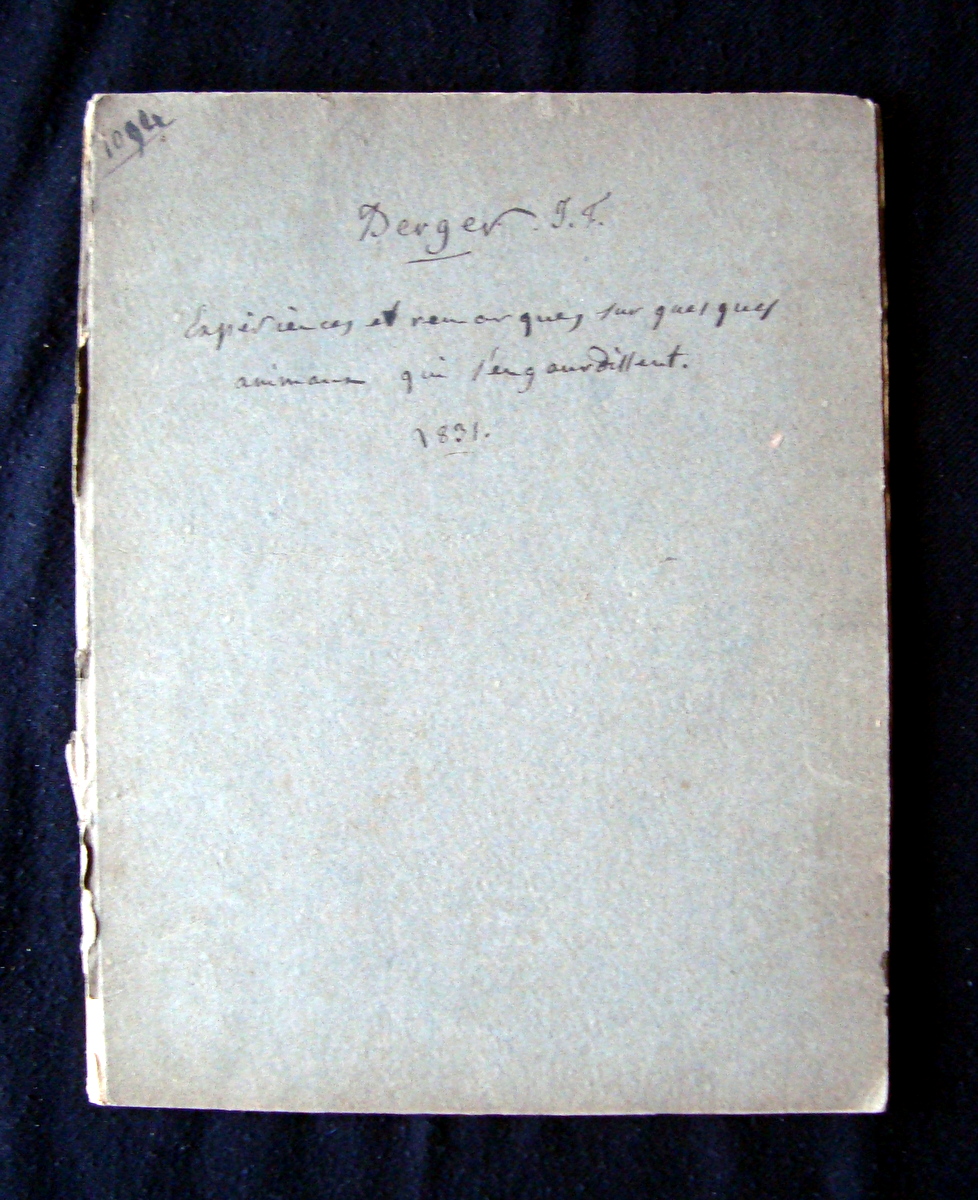 1094
Berger. J. F.
Expériences et remarques sur quelques
animaux qui s'engourdissent.
1831.